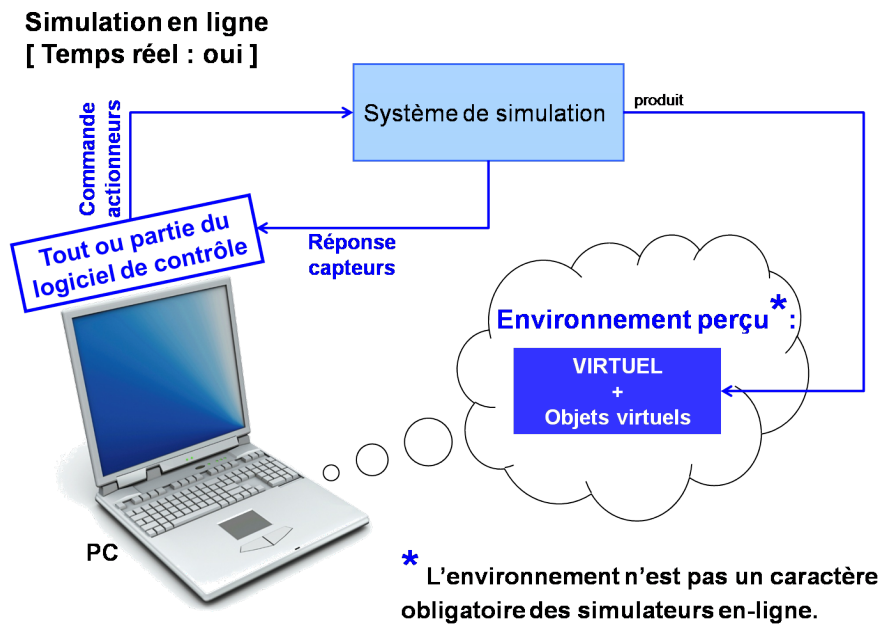 Simulation en ligne
[ Temps réel : oui ]
Commande
actionneurs
Système de simulation
produit
Tout ou partie du
logiciel de contrôle
Réponse
capteurs
Environnement perçu* :
VIRTUEL
+
Objets virtuels
PC
* L'environnement n'est pas un caractère
obligatoire des simulateurs en-ligne.